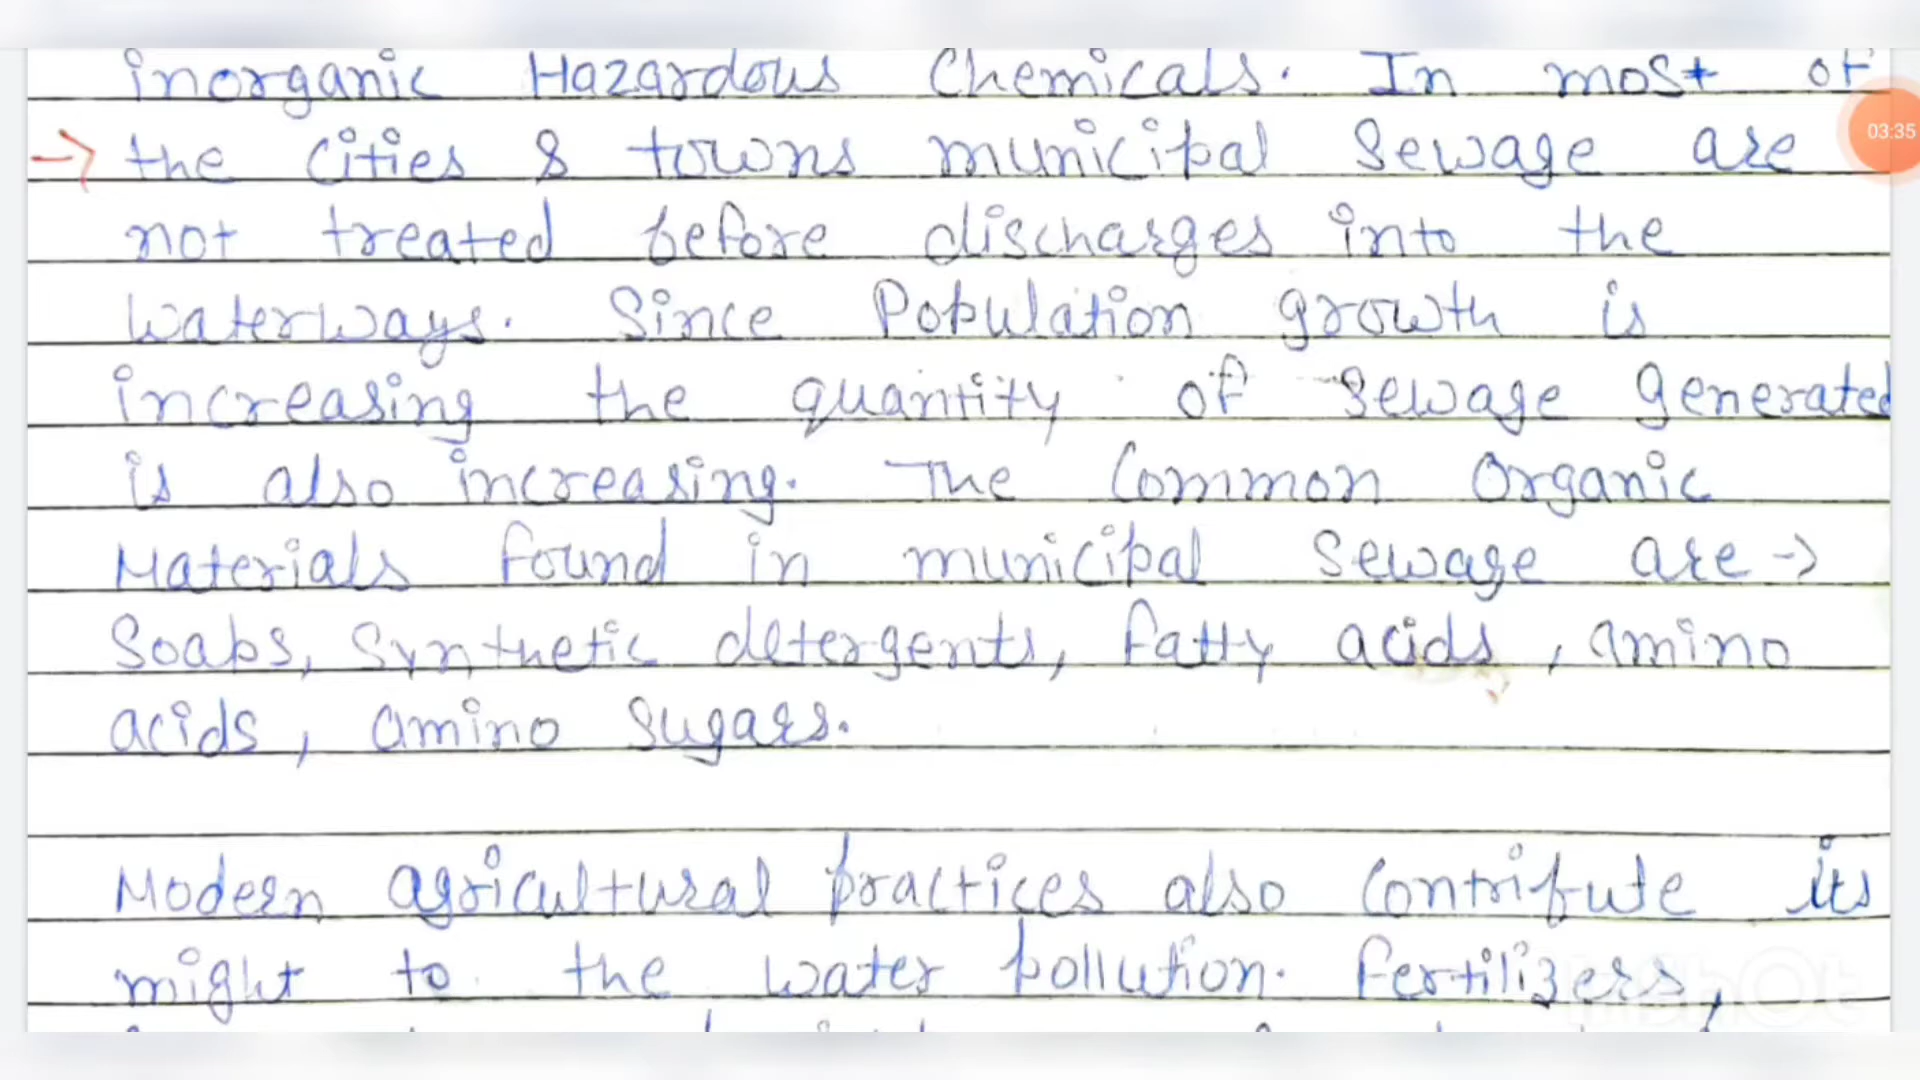 inorganic Hazardous Chemicals. In most of
03:35
→ the Cities & towns municipal Sewage are
not treated before discharges into the
waterways. Since Population growth is
increasing the quantity of Sewage generated
is also increasing. The Common Organic
Materials found in municipal Sewage are →
Soaps, Synthetic detergents, fatty acids, amino
acids, amino sugars.
Modern agricultural practices also Contribute its
might to the water pollution. Fertilizers,